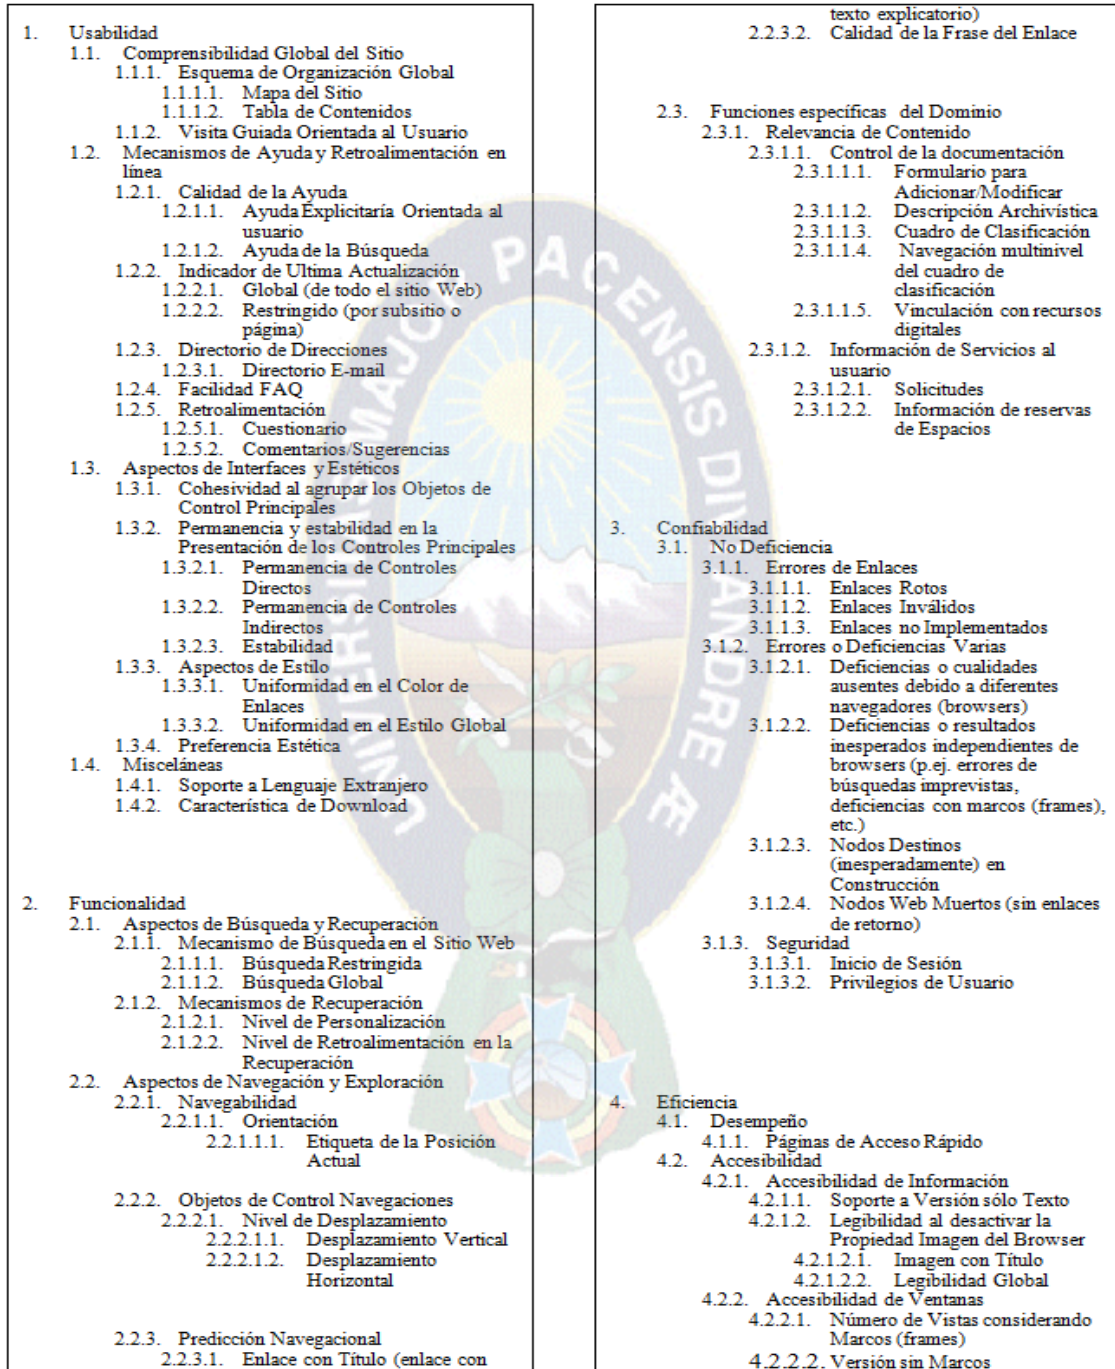 1. Usabilidad
1.1. Comprensibilidad Global del Sitio
1.1.1. Esquema de Organización Global
1.1.1.1. Mapa del Sitio
1.1.1.2. Tabla de Contenidos
1.1.2. Visita Guiada Orientada al Usuario
1.2. Mecanismos de Ayuda y Retroalimentación en
línea
1.2.1. Calidad de la Ayuda
1.2.1.1. Ayuda Explicitaría Orientada al
usuario
1.2.1.2. Ayuda de la Búsqueda
1.2.2. Indicador de Ultima Actualización
1.2.2.1. Global (de todo el sitio Web)
1.2.2.2. Restringido (por subsitio o
página)
1.2.3. Directorio de Direcciones
1.2.3.1. Directorio E-mail
1.2.4. Facilidad FAQ
1.2.5. Retroalimentación
1.2.5.1. Cuestionario
1.2.5.2. Comentarios/Sugerencias
1.3. Aspectos de Interfaces y Estéticos
1.3.1. Cohesividad al agrupar los Objetos de
Control Principales
1.3.2. Permanencia y estabilidad en la
Presentación de los Controles Principales
1.3.2.1. Permanencia de Controles
Directos
1.3.2.2. Permanencia de Controles
Indirectos
1.3.2.3. Estabilidad
1.3.3. Aspectos de Estilo
1.3.3.1. Uniformidad en el Color de
Enlaces
1.3.3.2. Uniformidad en el Estilo Global
1.3.4. Preferencia Estética
1.4. Misceláneas
1.4.1. Soporte a Lenguaje Extranjero
1.4.2. Característica de Download
2. Funcionalidad
2.1. Aspectos de Búsqueda y Recuperación
2.1.1. Mecanismo de Búsqueda en el Sitio Web
2.1.1.1. Búsqueda Restringida
2.1.1.2. Búsqueda Global
2.1.2. Mecanismos de Recuperación
2.1.2.1. Nivel de Personalización
2.1.2.2. Nivel de Retroalimentación en la
Recuperación
2.2. Aspectos de Navegación y Exploración
2.2.1. Navegabilidad
2.2.1.1. Orientación
2.2.1.1.1. Etiqueta de la Posición
Actual
2.2.2. Objetos de Control Navegaciones
2.2.2.1. Nivel de Desplazamiento
2.2.2.1.1. Desplazamiento Vertical
2.2.2.1.2. Desplazamiento
Horizontal
2.2.3. Predicción Navegacional
2.2.3.1. Enlace con Título (enlace con
texto explicatorio)
2.2.3.2. Calidad de la Frase del Enlace
2.3. Funciones específicas del Dominio
2.3.1. Relevancia de Contenido
2.3.1.1. Control de la documentación
2.3.1.1.1. Formulario para
Adicionar/Modificar
2.3.1.1.2. Descripción Archivística
2.3.1.1.3. Cuadro de Clasificación
2.3.1.1.4. Navegación multinivel
del cuadro de
clasificación
2.3.1.1.5. Vinculación con recursos
digitales
2.3.1.2. Información de Servicios al
usuario
2.3.1.2.1. Solicitudes
2.3.1.2.2. Información de reservas
de Espacios
3. Confiabilidad
3.1. No Deficiencia
3.1.1. Errores de Enlaces
3.1.1.1. Enlaces Rotos
3.1.1.2. Enlaces Inválidos
3.1.1.3. Enlaces no Implementados
3.1.2. Errores o Deficiencias Varias
3.1.2.1. Deficiencias o cualidades
ausentes debido a diferentes
navegadores (browsers)
3.1.2.2. Deficiencias o resultados
inesperados independientes de
browsers (p.ej. errores de
búsquedas imprevistas,
deficiencias con marcos (frames),
etc.)
3.1.2.3. Nodos Destinos
(inesperadamente) en
Construcción
3.1.2.4. Nodos Web Muertos (sin enlaces
de retorno)
3.1.3. Seguridad
3.1.3.1. Inicio de Sesión
3.1.3.2. Privilegios de Usuario
4. Eficiencia
4.1. Desempeño
4.1.1. Páginas de Acceso Rápido
4.2. Accesibilidad
4.2.1. Accesibilidad de Información
4.2.1.1. Soporte a Versión sólo Texto
4.2.1.2. Legibilidad al desactivar la
Propiedad Imagen del Browser
4.2.1.2.1. Imagen con Título
4.2.1.2.2. Legibilidad Global
4.2.2. Accesibilidad de Ventanas
4.2.2.1. Número de Vistas considerando
Marcos (frames)
4.2.2.2. Versión sin Marcos
UNIVERSITAS MAJOR PACENSIS DIVI ANDREÆ